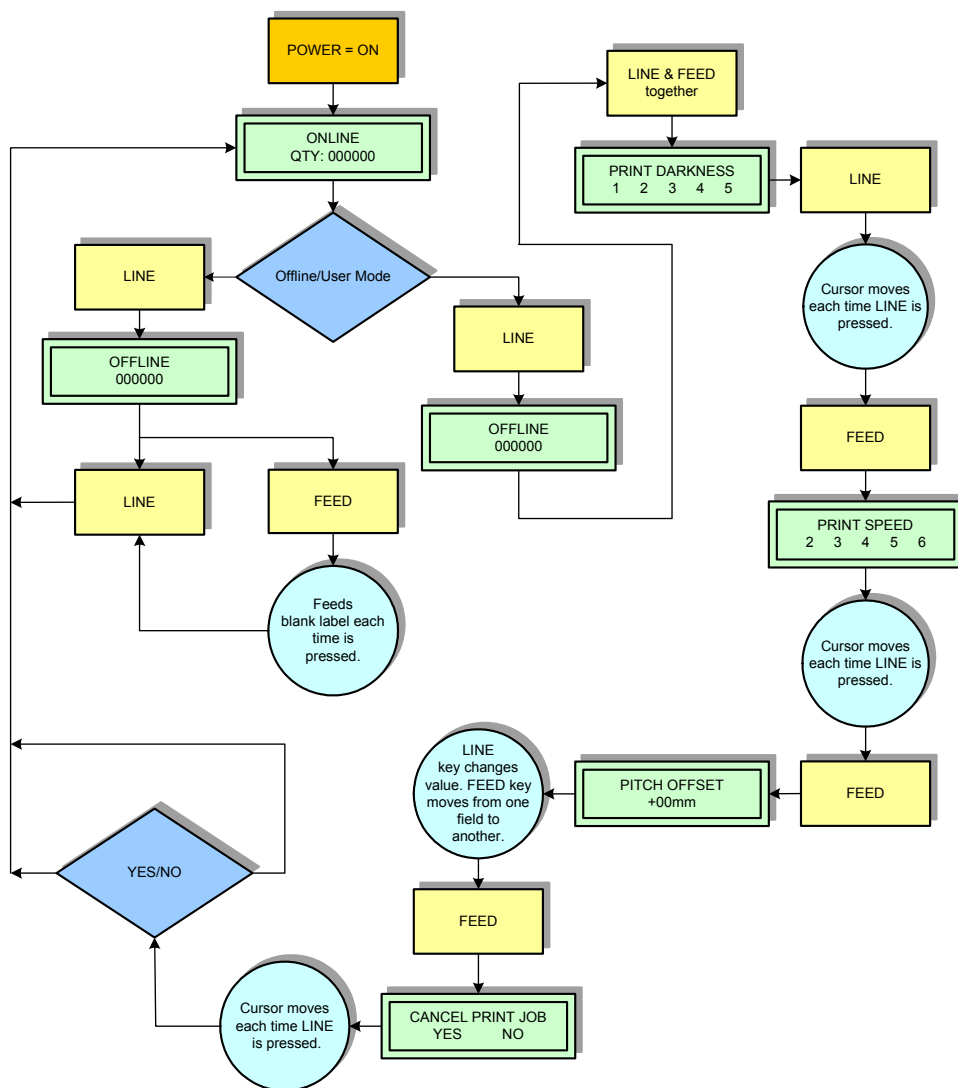 POWER = ON
ONLINE
QTY: 000000
Offline/User Mode
LINE
OFFLINE
000000
LINE
FEED
Feeds
blank label each
time is
pressed.
LINE
OFFLINE
000000
LINE & FEED
together
PRINT DARKNESS
1 2 3 4 5
LINE
Cursor moves
each time LINE is
pressed.
FEED
PRINT SPEED
2 3 4 5 6
Cursor moves
each time LINE is
pressed.
FEED
PITCH OFFSET
+00mm
LINE
key changes
value. FEED key
moves from one
field to
another.
FEED
CANCEL PRINT JOB
YES NO
Cursor moves
each time LINE
is pressed.
YES/NO